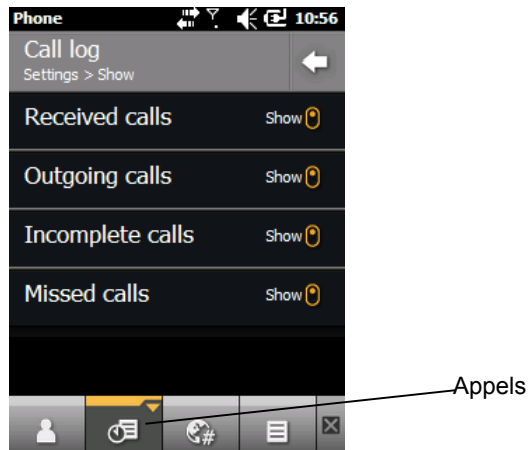 Phone 10:56
Call log
Settings > Show
Received calls Show
Outgoing calls Show
Incomplete calls Show
Missed calls Show
Appels
#